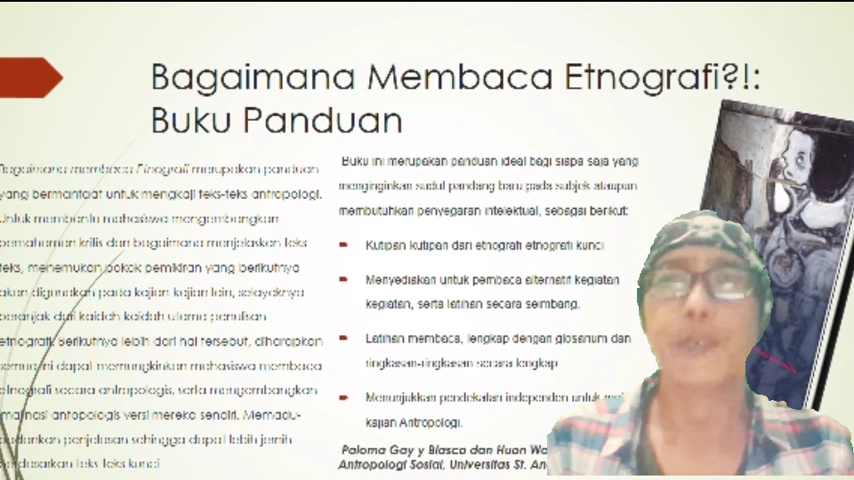 Bagaimana Membaca Etnografi?!:
Buku Panduan
Bagaimana membaca Etnografi merupakan panduan
yang bermanfaat untuk mengkaji teks-teks antropologi.
Untuk membantu mahasiswa mengembangkan
pemahaman kritis dan bagaimana menjelaskan teks
teks, menemukan pokok pemikiran yang berikutnya
akan digunakan pada kajian kajian lain, selayaknya
beranjak dari kaidah kaidah utama penulisan
etnografi. Berikutnya lebih dari hal tersebut, diharapkan
semua ini dapat memungkinkan mahasiswa membaca
etnografi secara antropologis, serta mengembangkan
imajinasi antopologis versi mereka sendiri. Memadu-
padankan penjelasan sehingga dapat lebih jernih
berdasarkan teks teks kunci
Buku ini merupakan panduan ideal bagi siapa saja yang
menginginkan sudut pandang baru pada subjek ataupun
membutuhkan penyegaran intelektual, sebagai berikut:
Kutipan kutipan dari etnografi etnografi kunci
Menyediakan untuk pembaca alternatif kegiatan
kegiatan, serta latihan secara seimbang.
Latihan membaca, lengkap dengan glosarium dan
ringkasan-ringkasan secara lengkap
Menunjukkan pendekatan independen untuk
kajian Antropologi.
Paloma Gay y Blasco dan Huon
Antropologi Sosial, Universitas St.